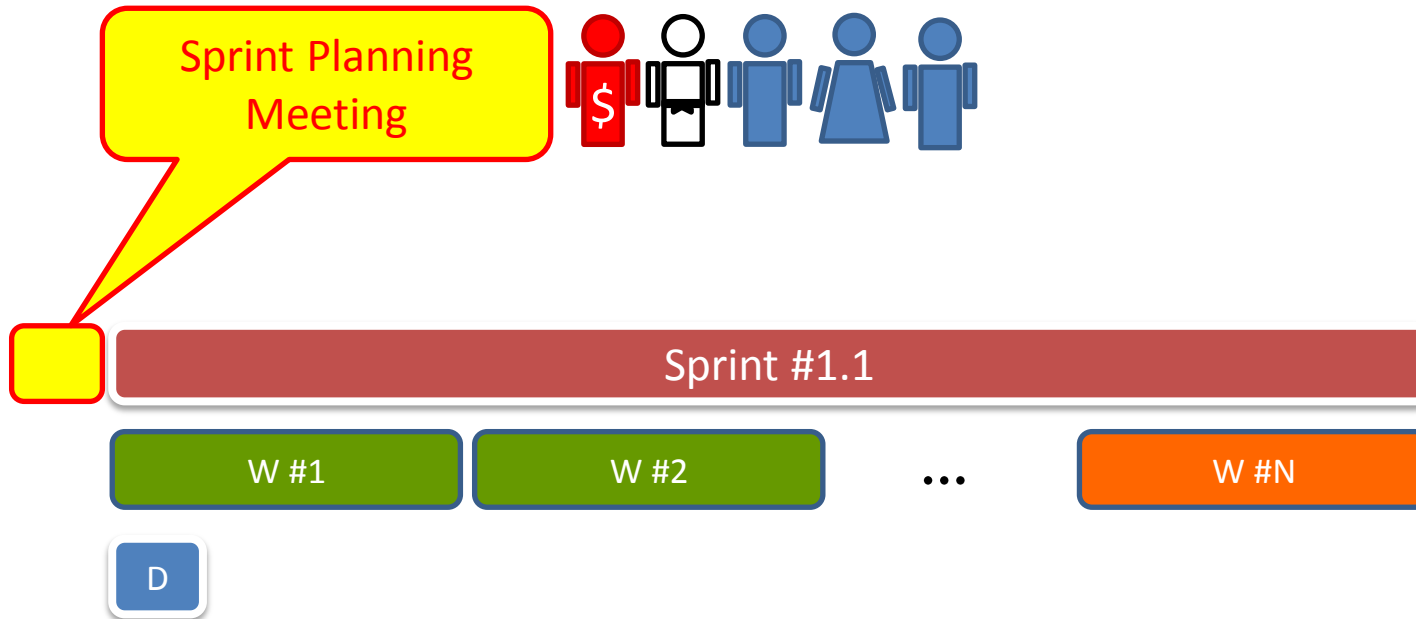 Sprint Planning
Meeting
$
Sprint #1.1
W #1
W #2
...
W #N
D